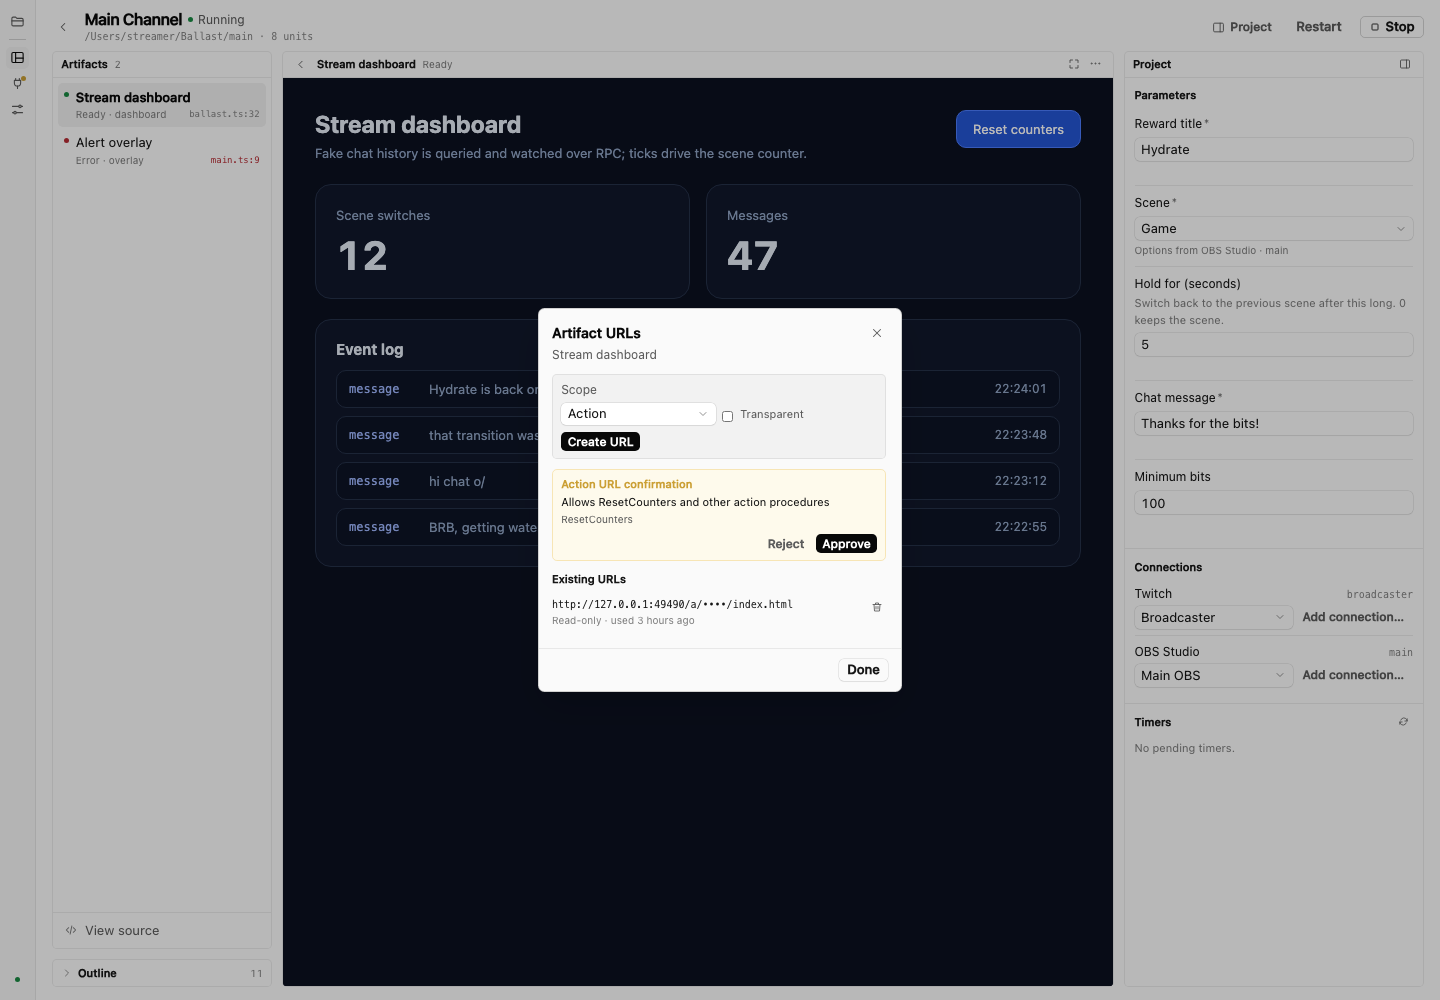 Main Channel
Running
/Users/streamer/Ballast/main · 8 units
Project
Restart
Stop
Artifacts 2
Stream dashboard
Ready · dashboard
ballast.ts:32
Alert overlay
Error · overlay
main.ts:9
View source
Outline
11
Stream dashboard Ready
Stream dashboard
Fake chat history is queried and watched over RPC; ticks drive the scene counter.
Reset counters
Scene switches
12
Messages
47
Event log
message Hydrate is back or
22:24:01
message that transition was
22:23:48
message hi chat o/
22:23:12
message BRB, getting wate
22:22:55
Artifact URLs
Stream dashboard
Scope
Action
Transparent
Create URL
Action URL confirmation
Allows ResetCounters and other action procedures
ResetCounters
Reject
Approve
Existing URLs
http://127.0.0.1:49490/a/••••/index.html
Read-only · used 3 hours ago
Done
Project
Parameters
Reward title *
Hydrate
Scene *
Game
Options from OBS Studio · main
Hold for (seconds)
Switch back to the previous scene after this long. 0
keeps the scene.
5
Chat message *
Thanks for the bits!
Minimum bits
100
Connections
Twitch
broadcaster
Broadcaster
Add connection...
OBS Studio
main
Main OBS
Add connection...
Timers
No pending timers.